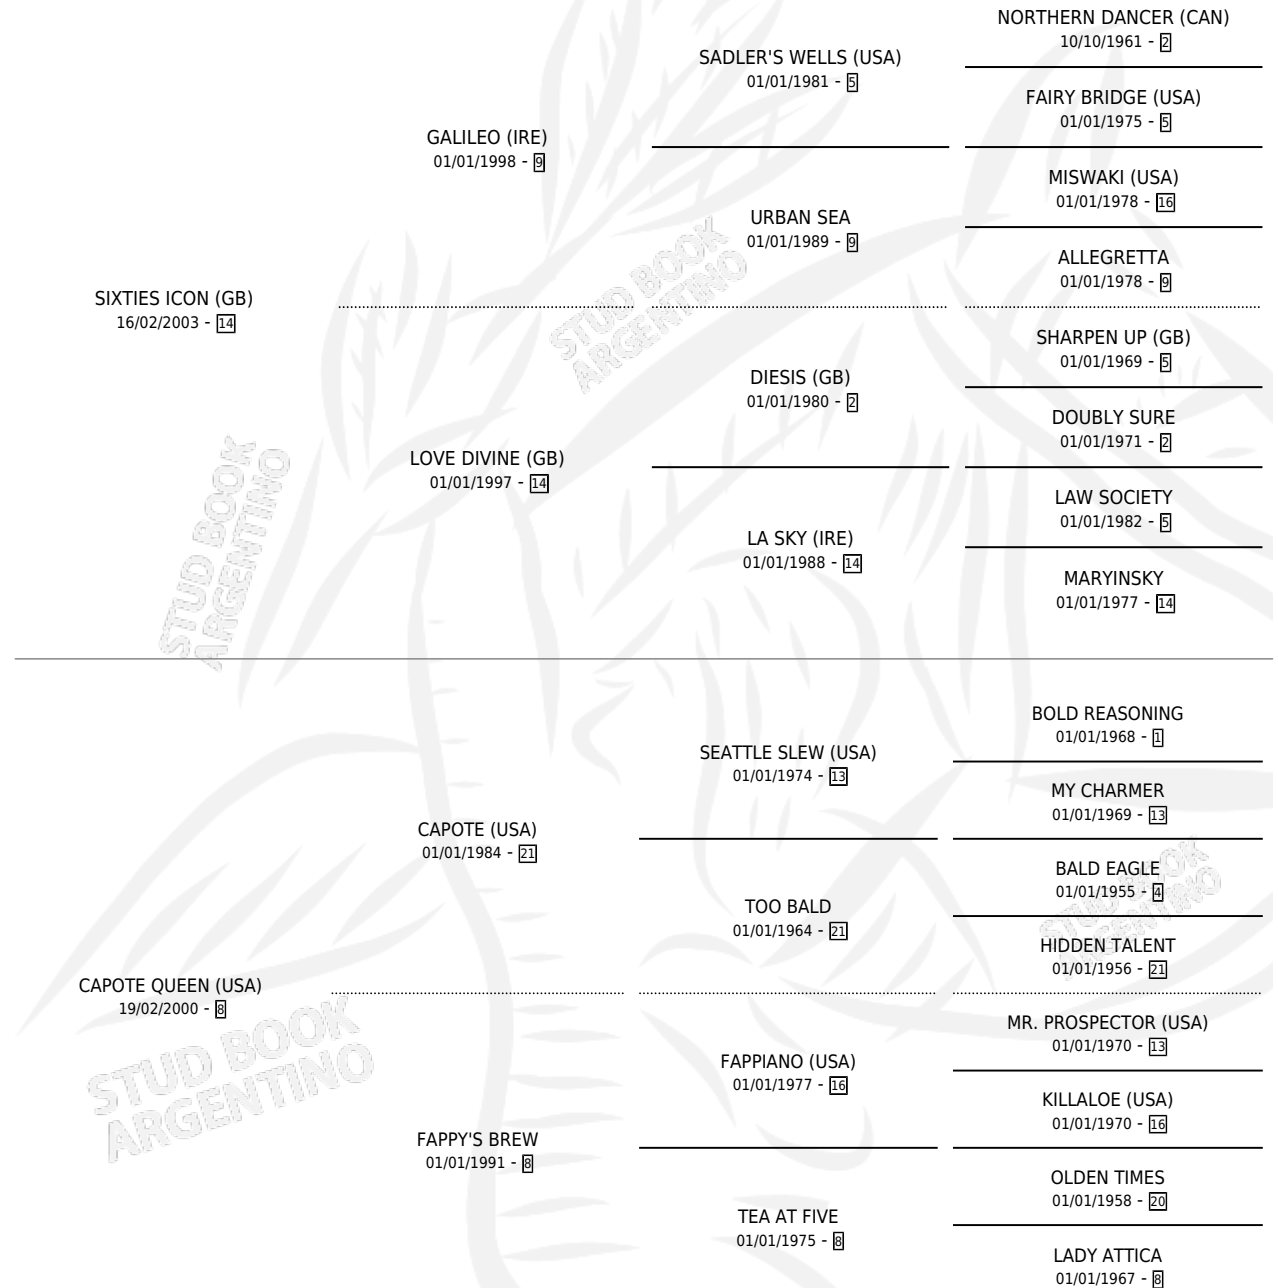 NORTHERN DANCER (CAN)
10/10/1961 - 2
SADLER'S WELLS (USA)
01/01/1981 - 5
FAIRY BRIDGE (USA)
01/01/1975 - 5
GALILEO (IRE)
01/01/1998 - 9
MISWAKI (USA)
01/01/1978 - 16
URBAN SEA
01/01/1989 - 9
ALLEGRETTA
01/01/1978 - 9
SIXTIES ICON (GB)
16/02/2003 - 14
STUD BOOK
ARGENTINO
SHARPEN UP (GB)
01/01/1969 - 5
DIESIS (GB)
01/01/1980 - 2
DOUBLY SURE
01/01/1971 - 2
LOVE DIVINE (GB)
01/01/1997 - 14
LAW SOCIETY
01/01/1982 - 5
LA SKY (IRE)
01/01/1988 - 14
MARYINSKY
01/01/1977 - 14
STUD BOOK
ARGENTINO
BOLD REASONING
01/01/1968 - 1
SEATTLE SLEW (USA)
01/01/1974 - 13
MY CHARMER
01/01/1969 - 13
CAPOTE (USA)
01/01/1984 - 21
BALD EAGLE
01/01/1955 - 4
TOO BALD
01/01/1964 - 21
HIDDEN TALENT
01/01/1956 - 21
STUD BOOK
ARGENTINO
CAPOTE QUEEN (USA)
19/02/2000 - 8
MR. PROSPECTOR (USA)
01/01/1970 - 13
FAPPIANO (USA)
01/01/1977 - 16
KILLALOE (USA)
01/01/1970 - 16
STUD BOOK
ARGENTINO
FAPPY'S BREW
01/01/1991 - 8
OLDEN TIMES
01/01/1958 - 20
TEA AT FIVE
01/01/1975 - 8
LADY ATTICA
01/01/1967 - 8